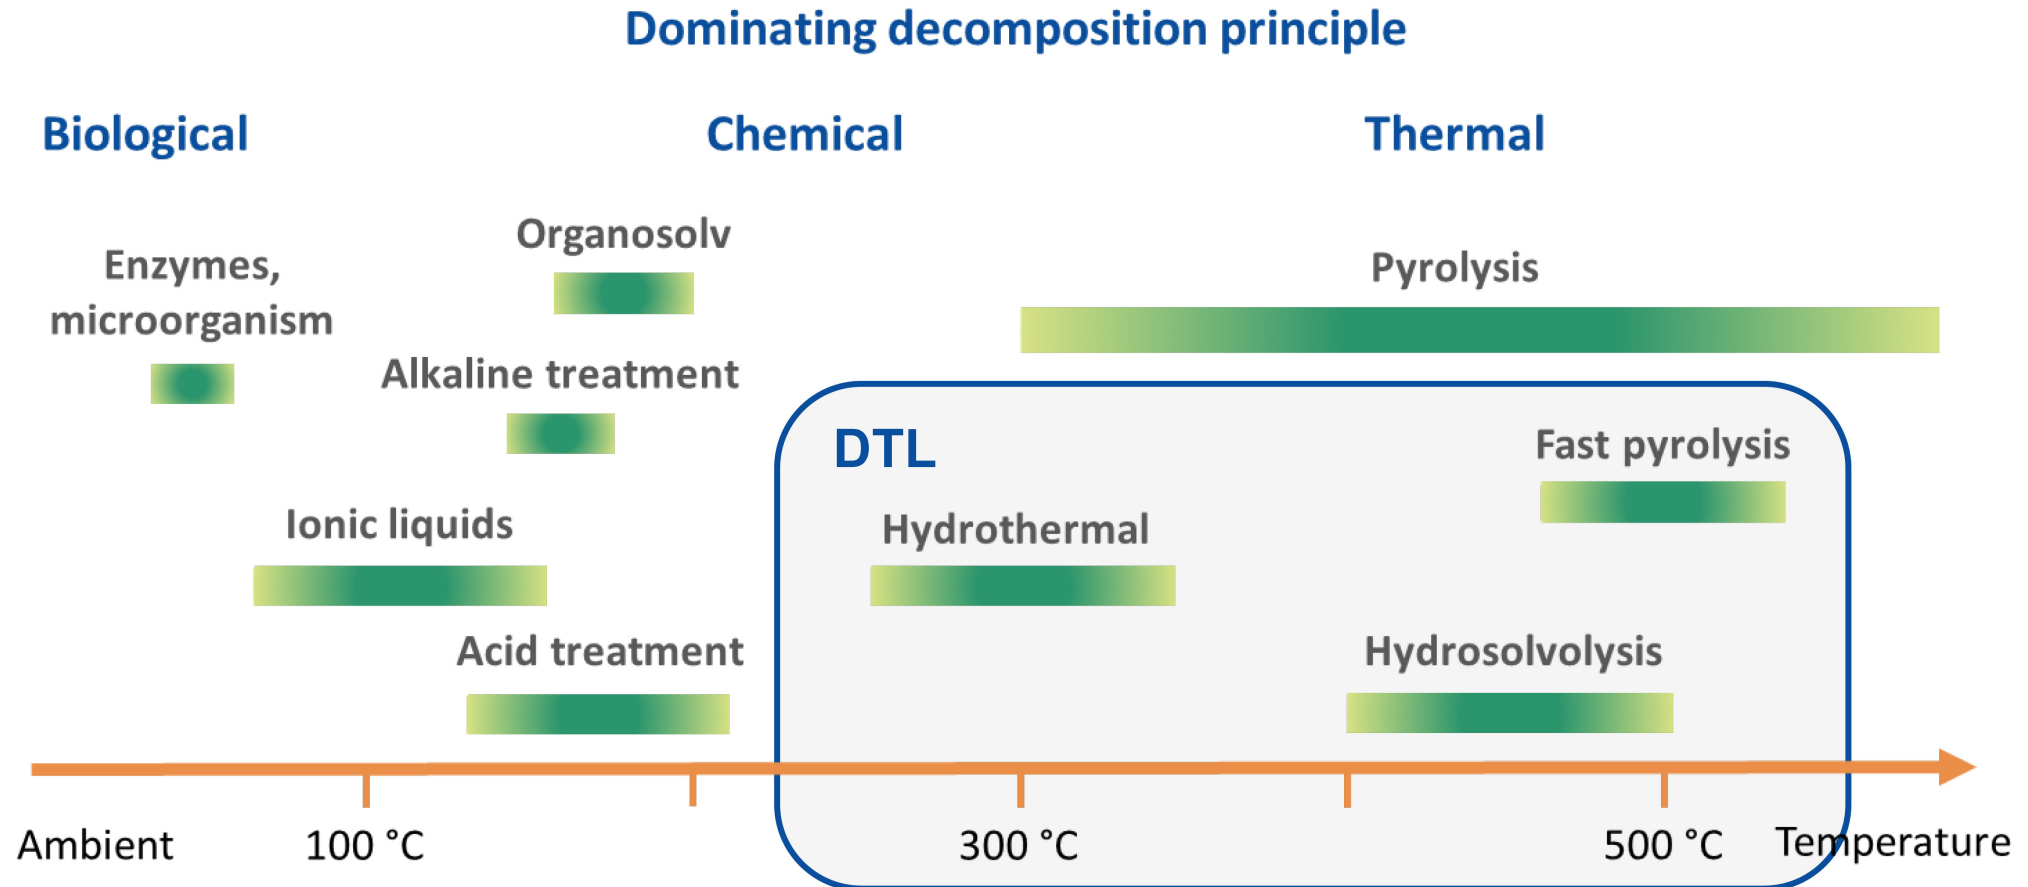 Dominating decomposition principle
Biological
Chemical
Thermal
Organosolv
Enzymes,
microorganism
Pyrolysis
Alkaline treatment
DTL
Fast pyrolysis
Ionic liquids
Hydrothermal
Acid treatment
Hydrosolvolysis
Ambient
100 °C
300 °C
500 °C
Temperature